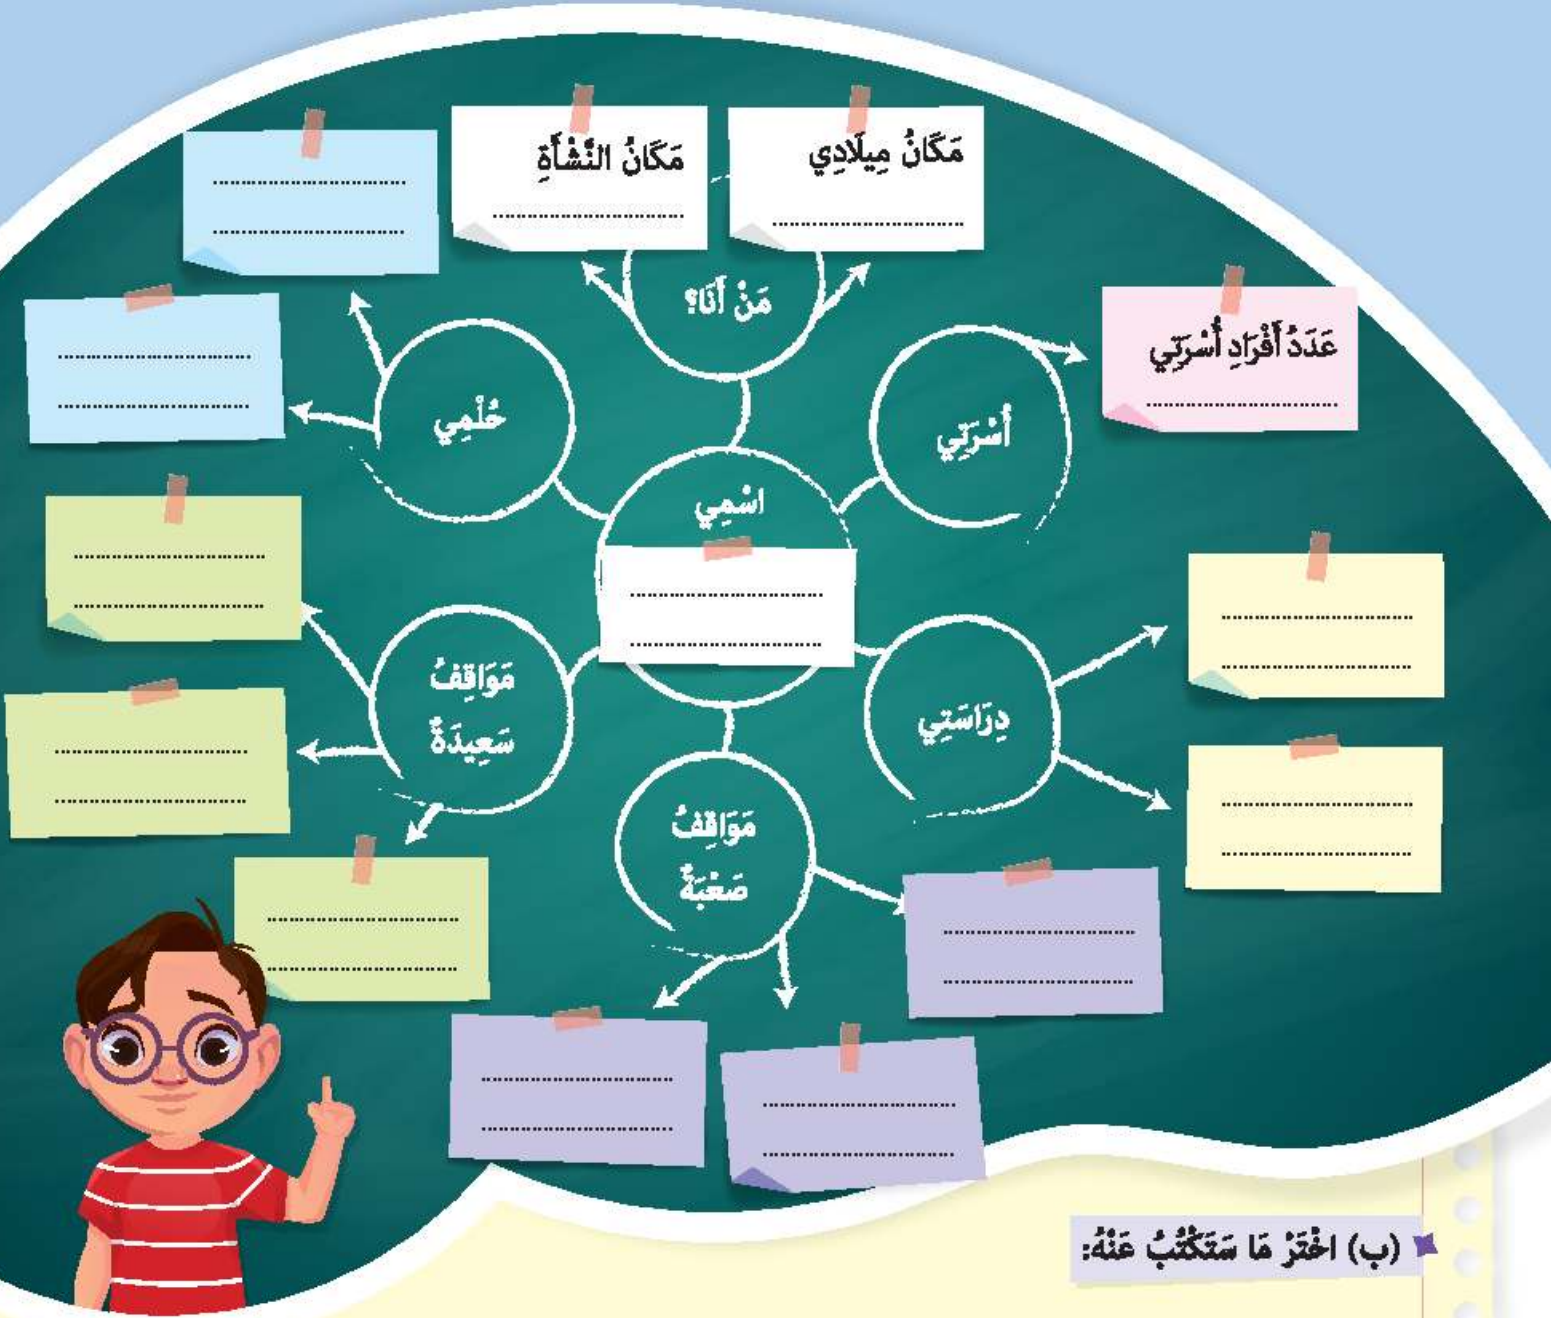 مَكَانُ مِيلَادِي
مَكَانُ النَّشْأَةِ
مَنْ أَنَا؟
عَدَدُ أَفْرَادِ أُسْرَتِي
أُسْرَتِي
حُلْمِي
اسْمِي
دِرَاسَتِي
مَوَاقِفُ
سَعِيدَةٌ
مَوَاقِفُ
صَعْبَةٌ
(ب) اخْتَرْ مَا سَتَكْتُبُ عَنْهُ: